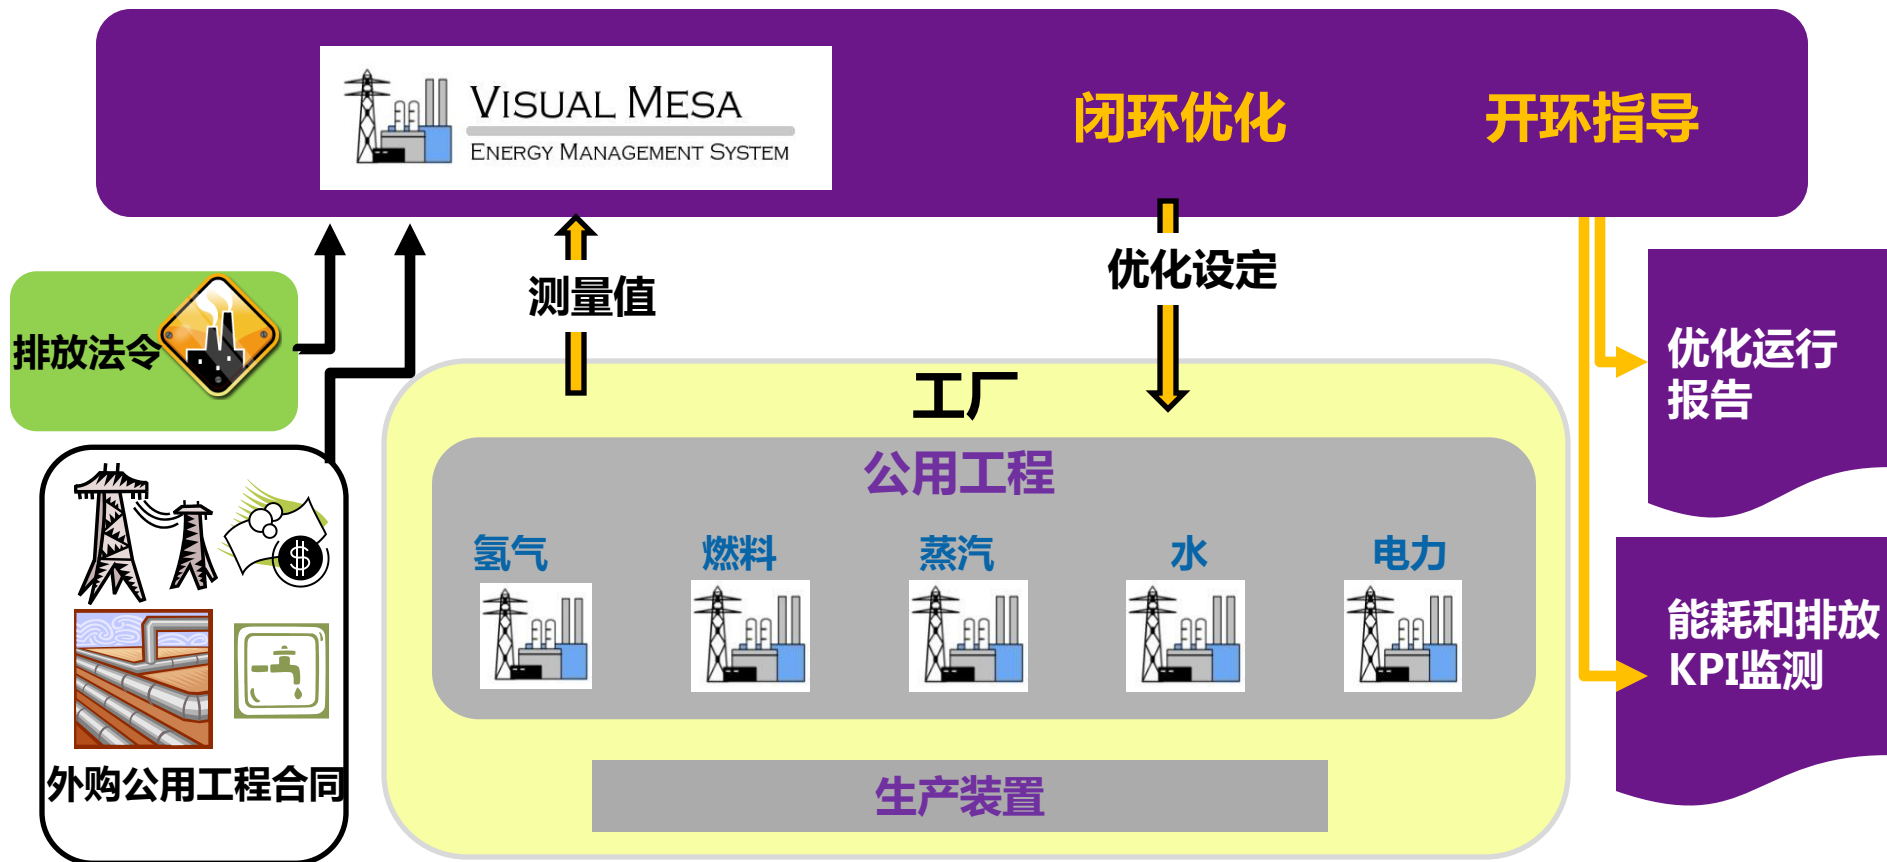 VISUAL MESA
ENERGY MANAGEMENT SYSTEM
闭环优化
开环指导
测量值
优化设定
排放法令
工厂
优化运行
报告
公用工程
氢气
燃料
蒸汽
水
电力
能耗和排放
KPI监测
外购公用工程合同
生产装置